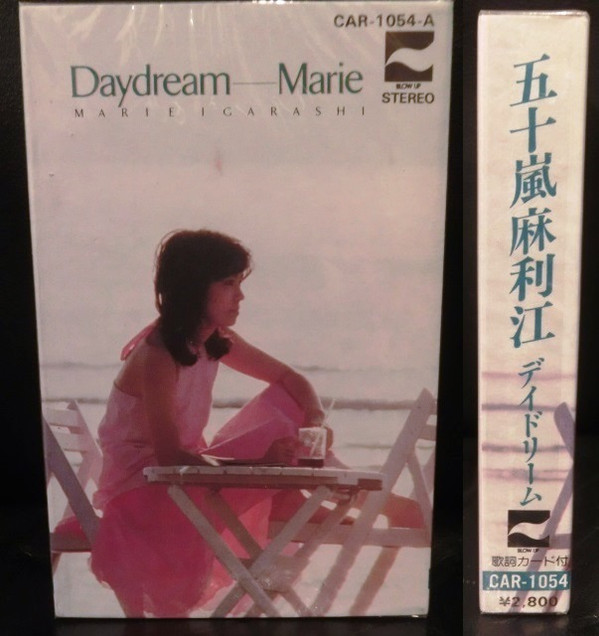 CAR-1054-A
Daydream—Marie
MARIE IGARASHI
BLOW UP
STEREO
五十嵐麻利江 デイドリーム
BLOW UP
歌詞カード付
CAR-1054
¥2,800